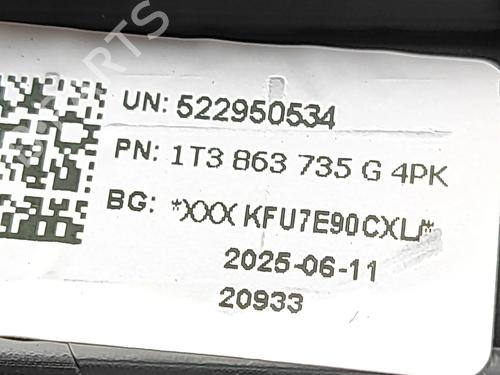 UN: 522950534
PN: 1T3 863 735 G 4PK
BG: *XXX KFU7E90CXL/*
2025-06-11
20933